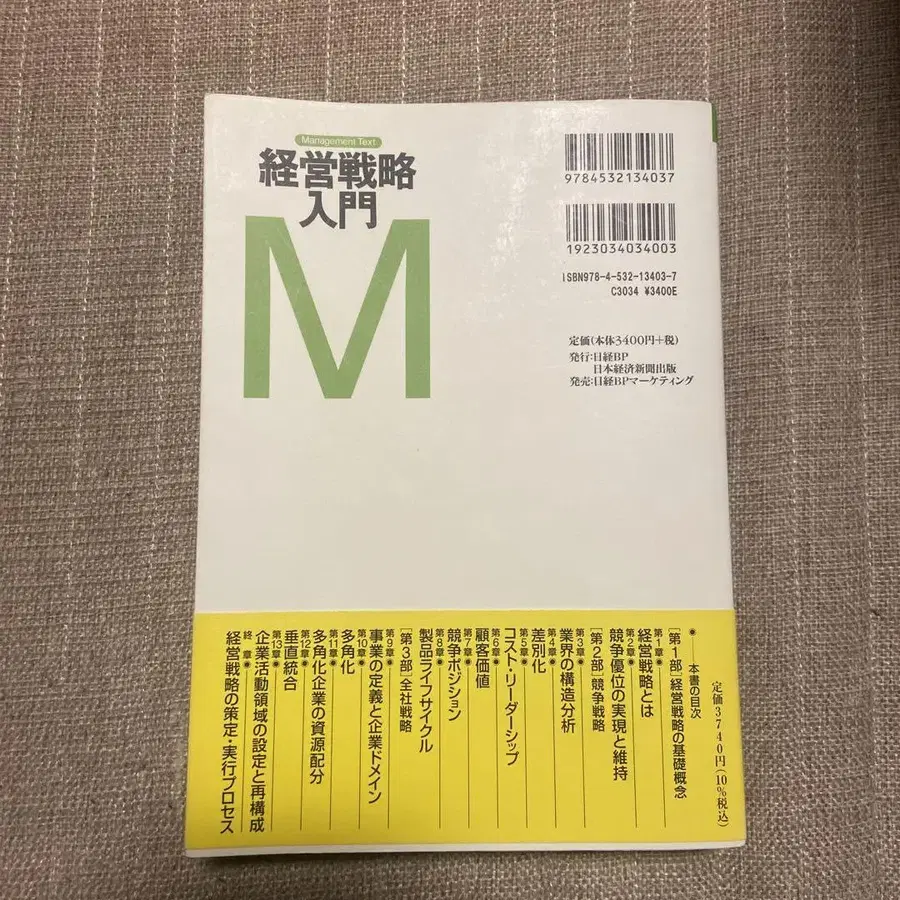 Management Text
経営戦略
入門
M
9784532134037
1923034034003
ISBN978-4-532-13403-7
C3034 ¥3400E
定価(本体3400円+税)
発行:日経BP
日本経済新聞出版
発売:日経BPマーケティング
定価3740円(10%税込)
●本書の目次
[第1部]経営戦略の基礎概念
第1章●
経営戦略とは
第2章●
競争優位の実現と維持
[第2部]競争戦略
第3章●
業界の構造分析
第4章●
差別化
第5章●
コスト・リーダーシップ
第6章●
顧客価値
第7章●
競争ポジション
第8章●
製品ライフサイクル
[第3部]全社戦略
第9章●
事業の定義と企業ドメイン
第10章●
多角化
第11章●
多角化企業の資源配分
第12章●
垂直統合
第13章●
企業活動領域の設定と再構成
終 章●
経営戦略の策定・実行プロセス